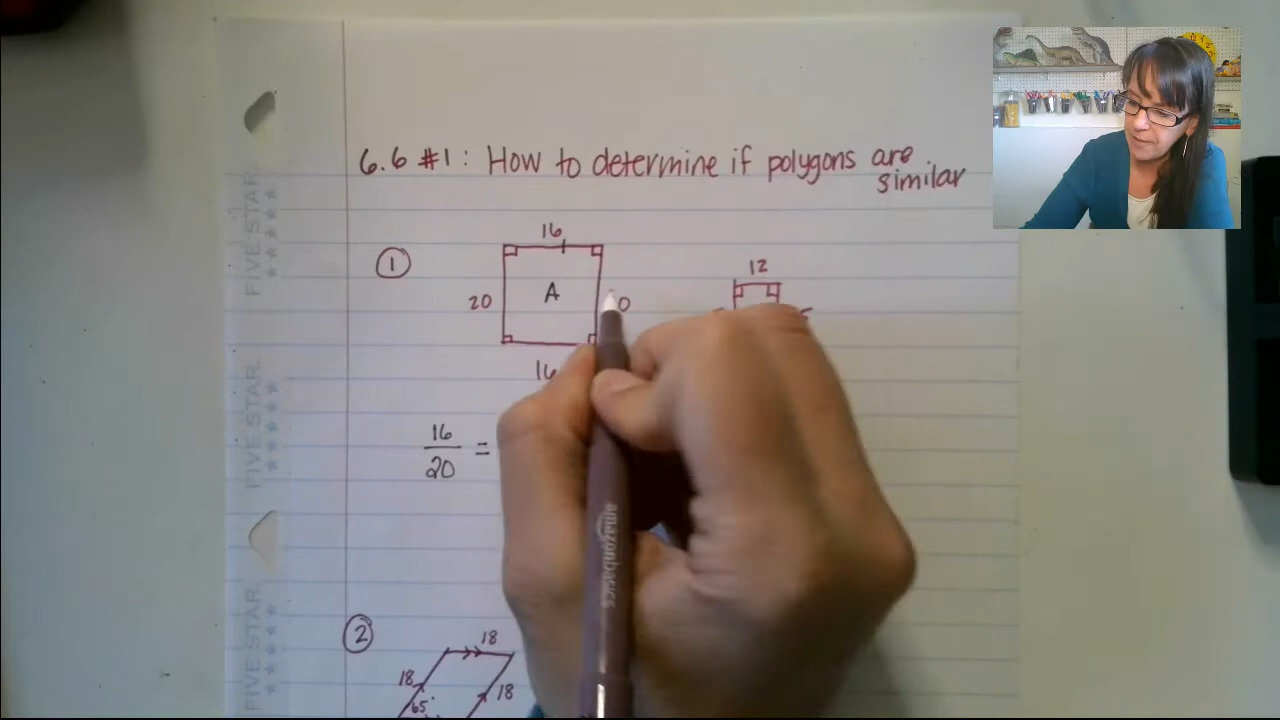 6.6 #1: How to determine if polygons are
similar
1
16
20
A
0
16
12
16
20
=
2
18
18
18
65°
FIVE STAR
FIVE STAR
FIVE STAR
amazonbasics